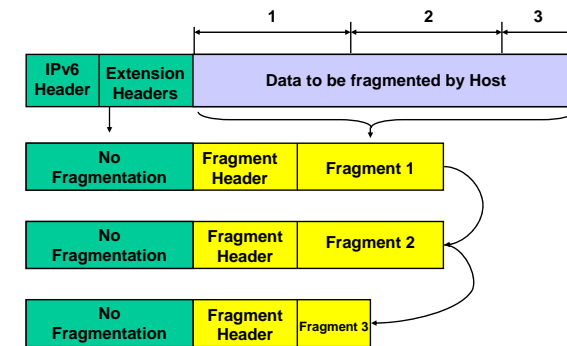 1 2 3
IPv6
Header
Extension
Headers
Data to be fragmented by Host
No
Fragmentation
Fragment
Header
Fragment 1
No
Fragmentation
Fragment
Header
Fragment 2
No
Fragmentation
Fragment
Header
Fragment 3